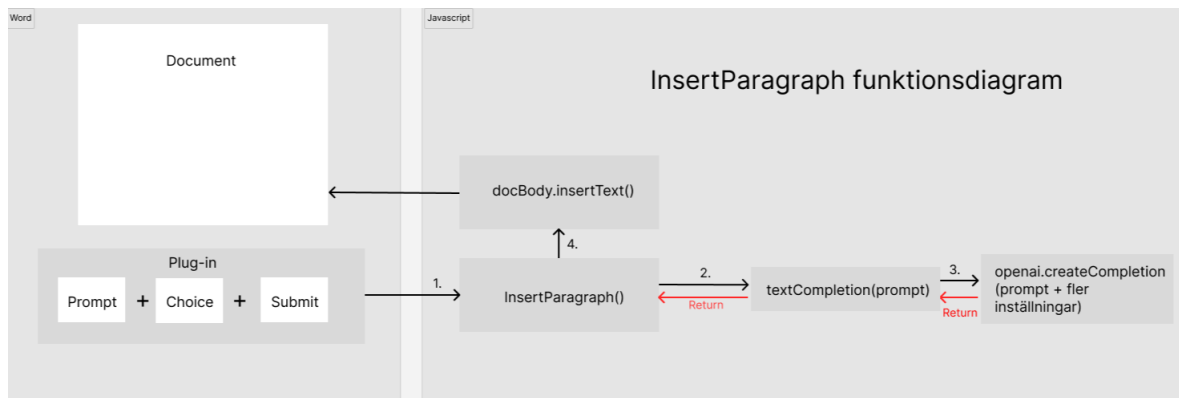 Word
Javascript
Document
InsertParagraph funktionsdiagram
docBody.insertText()
4.
Plug-in
Prompt + Choice + Submit
1.
InsertParagraph()
2.
Return
textCompletion(prompt)
3.
Return
openai.createCompletion
(prompt + fler
inställningar)